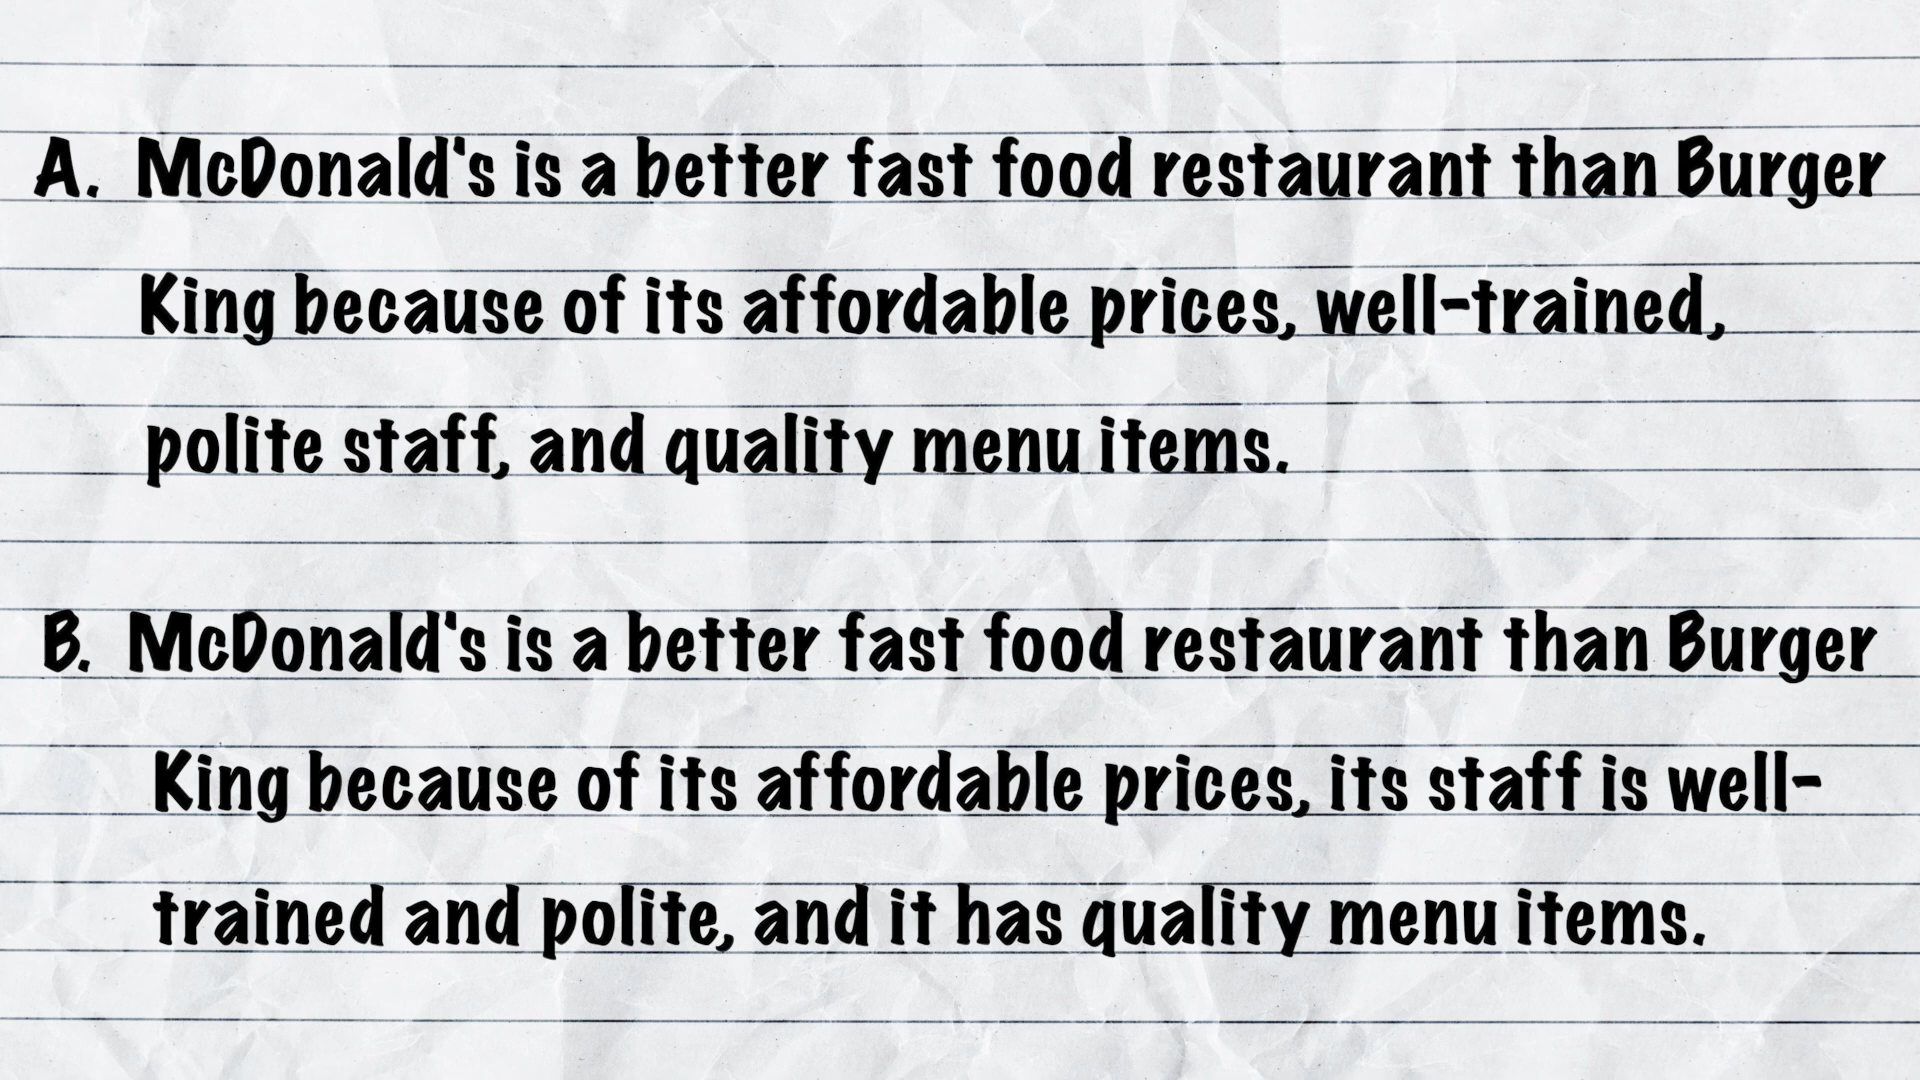 A. McDonald's is a better fast food restaurant than Burger
King because of its affordable prices, well-trained,
polite staff, and quality menu items.
B. McDonald's is a better fast food restaurant than Burger
King because of its affordable prices, its staff is well-
trained and polite, and it has quality menu items.